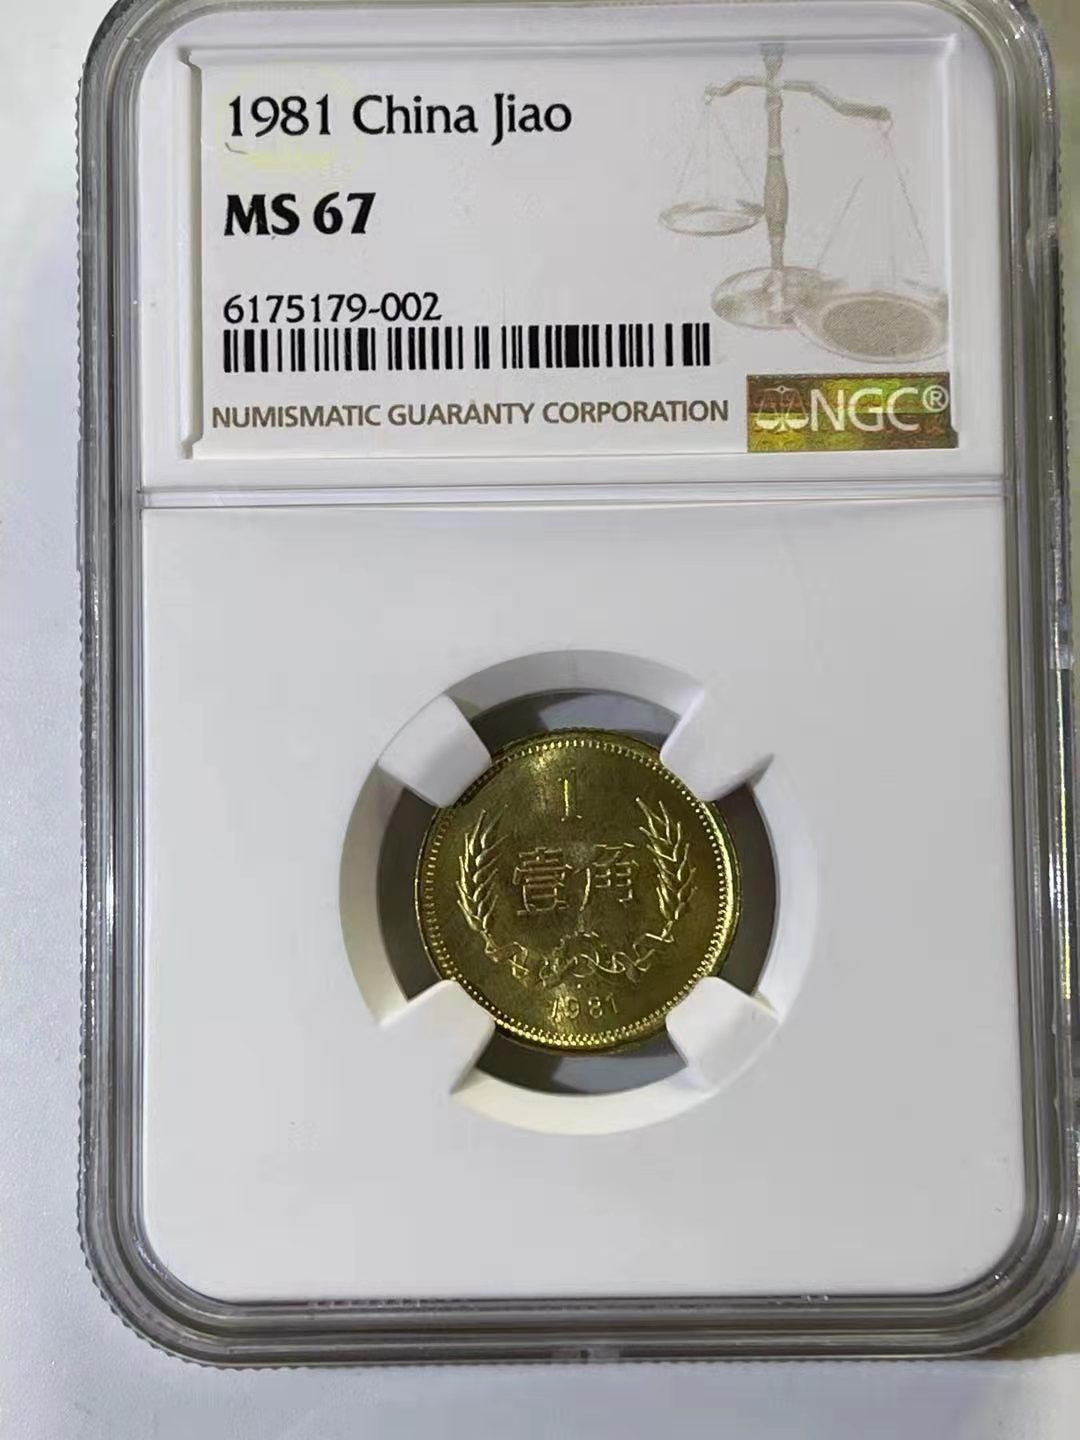 1981 China Jiao
MS 67
6175179-002
NUMISMATIC GUARANTY CORPORATION
NGC®
1
壹角
1981